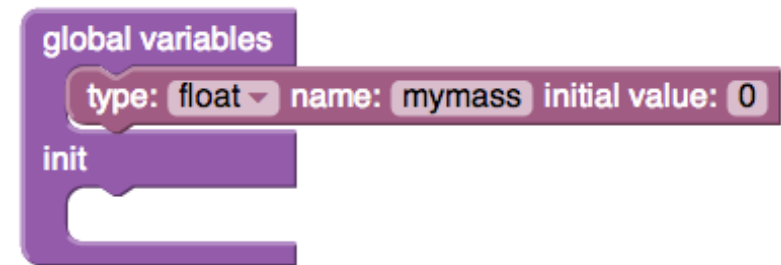 global variables
type: float name: mymass initial value: 0
init